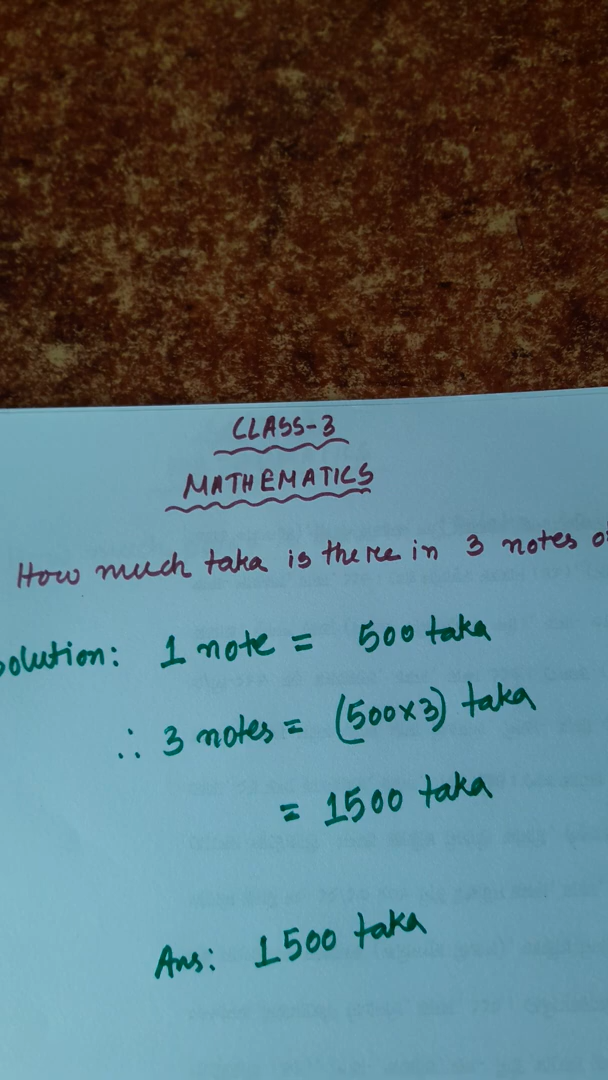 CLASS-3
MATHEMATICS
How much taka is there in 3 notes
solution: 1 note = 500 taka
∴ 3 notes = (500×3) taka
= 1500 taka
Ans: 1500 taka